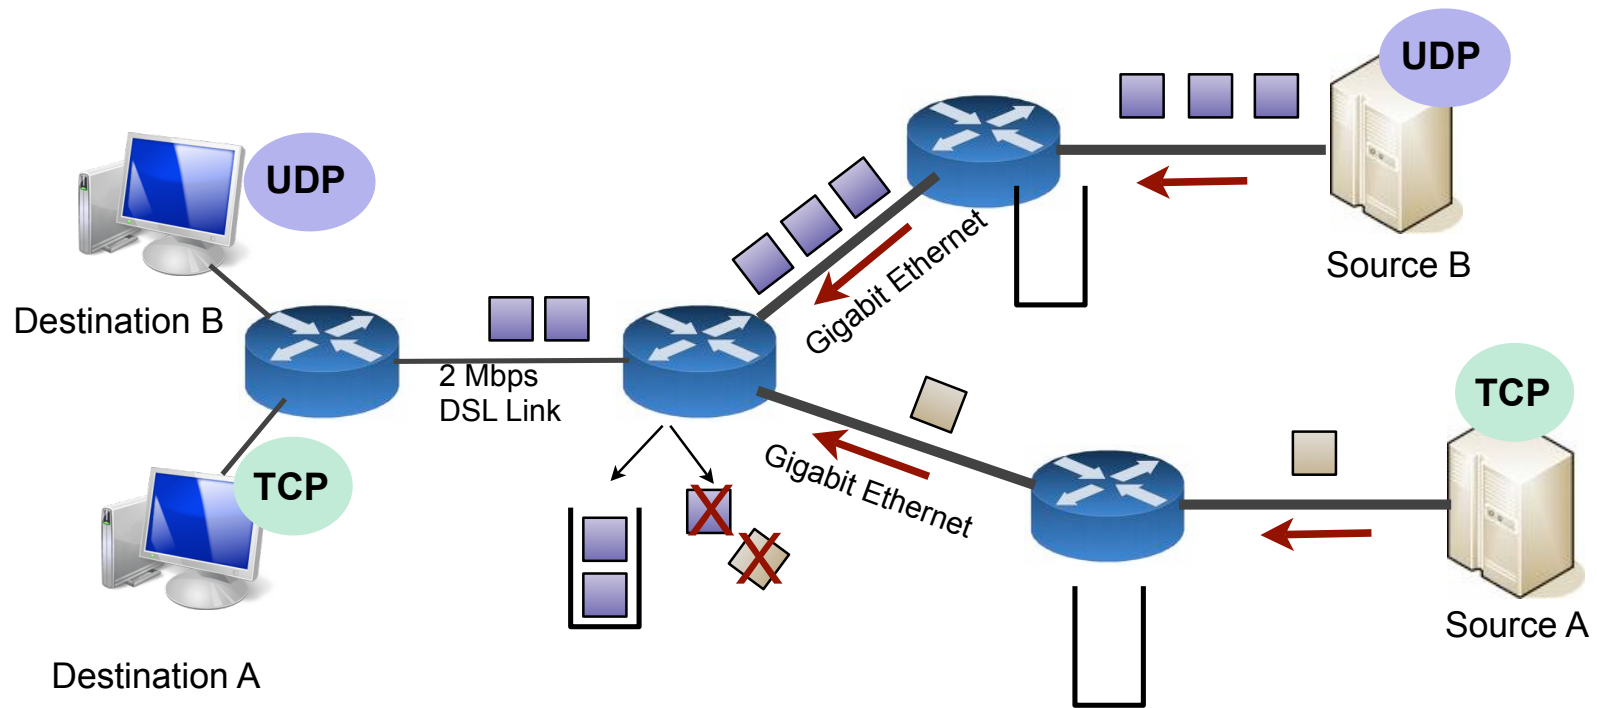 UDP
UDP
Source B
Destination B
Gigabit Ethernet
2 Mbps
DSL Link
TCP
Gigabit Ethernet
TCP
Source A
Destination A